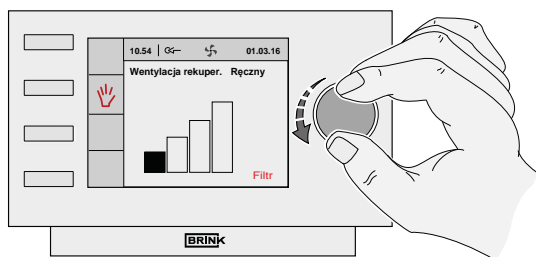 10.54 01.03.16
Wentylacja rekuper. Ręczny
Filtr
BRINK